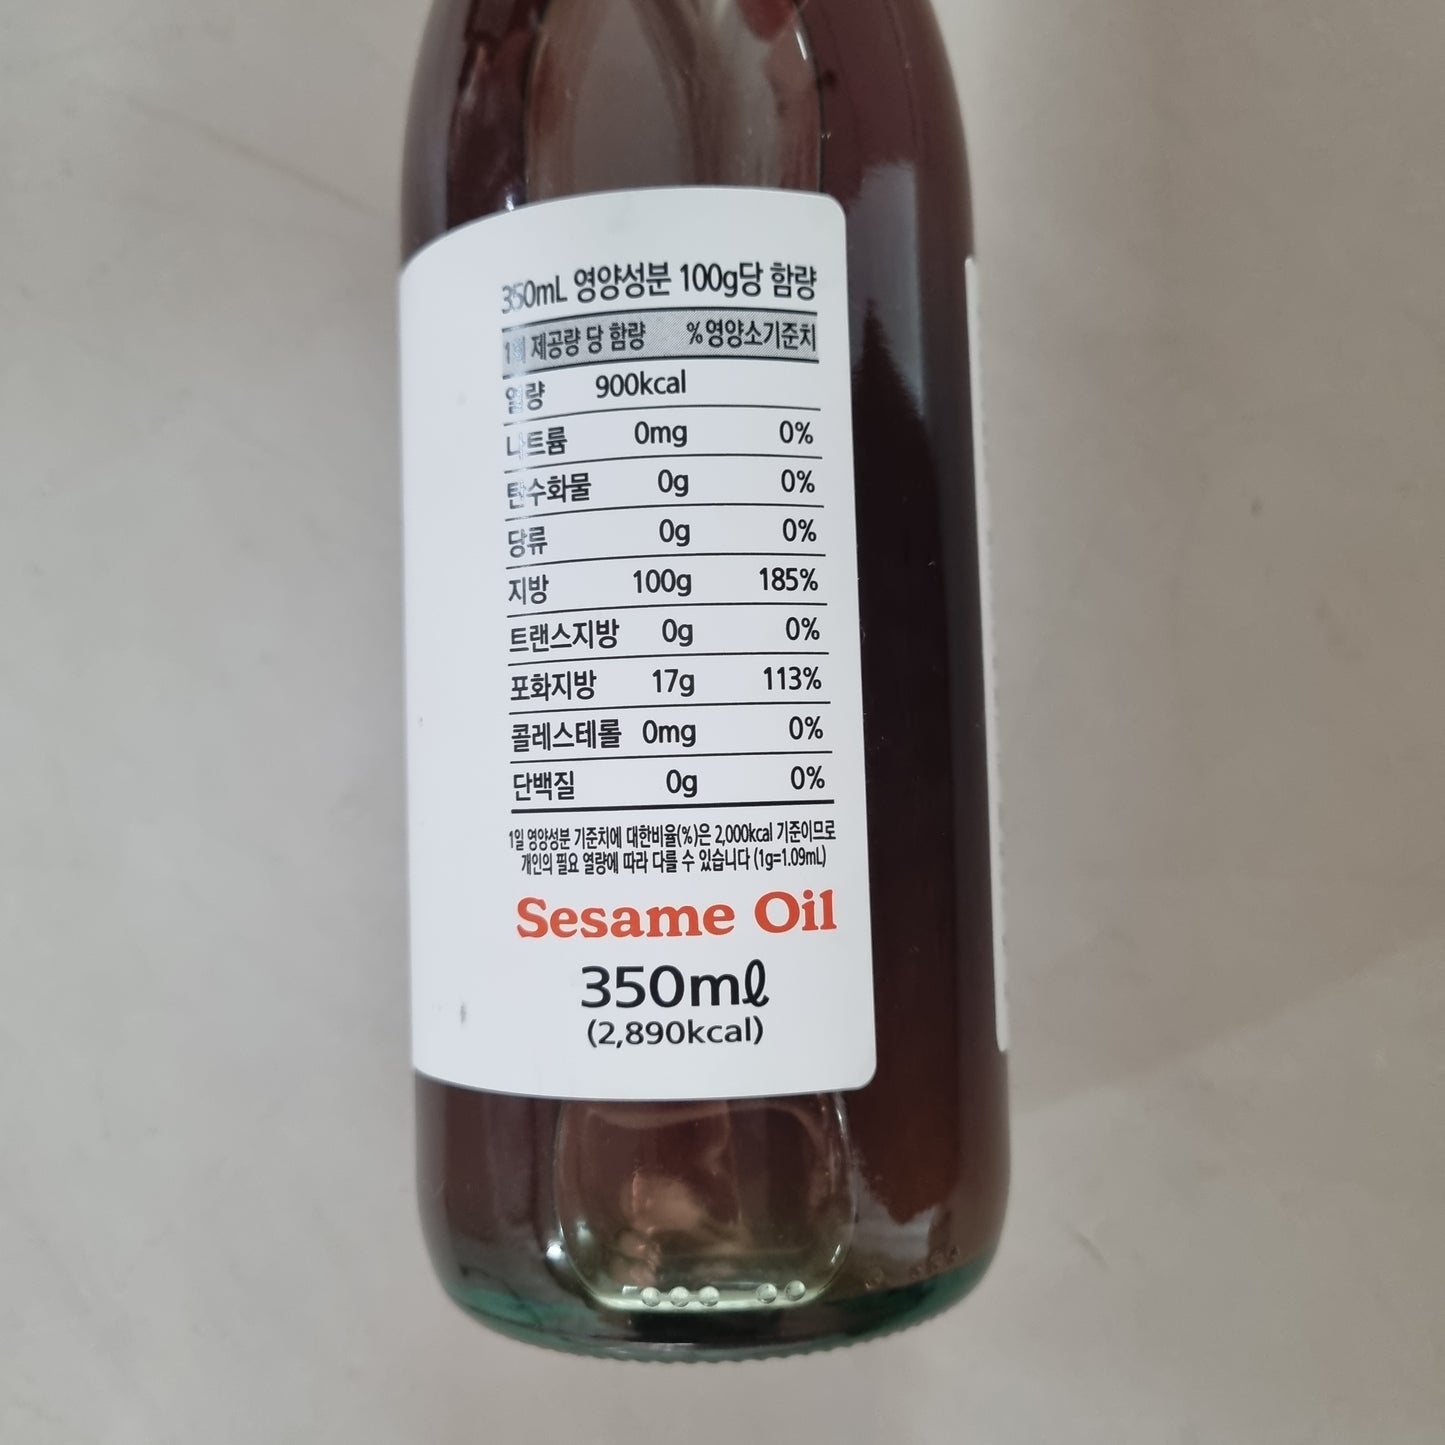 350mL 영양성분 100g당 함량
1회 제공량 당 함량 % 영양소기준치
열량 900kcal
나트륨 0mg 0%
탄수화물 0g 0%
당류 0g 0%
지방 100g 185%
트랜스지방 0g 0%
포화지방 17g 113%
콜레스테롤 0mg 0%
단백질 0g 0%
1일 영양성분 기준치에 대한비율(%)은 2,000kcal 기준이므로
개인의 필요 열량에 따라 다를 수 있습니다 (1g=1.09mL)
Sesame Oil
350mℓ
(2,890kcal)